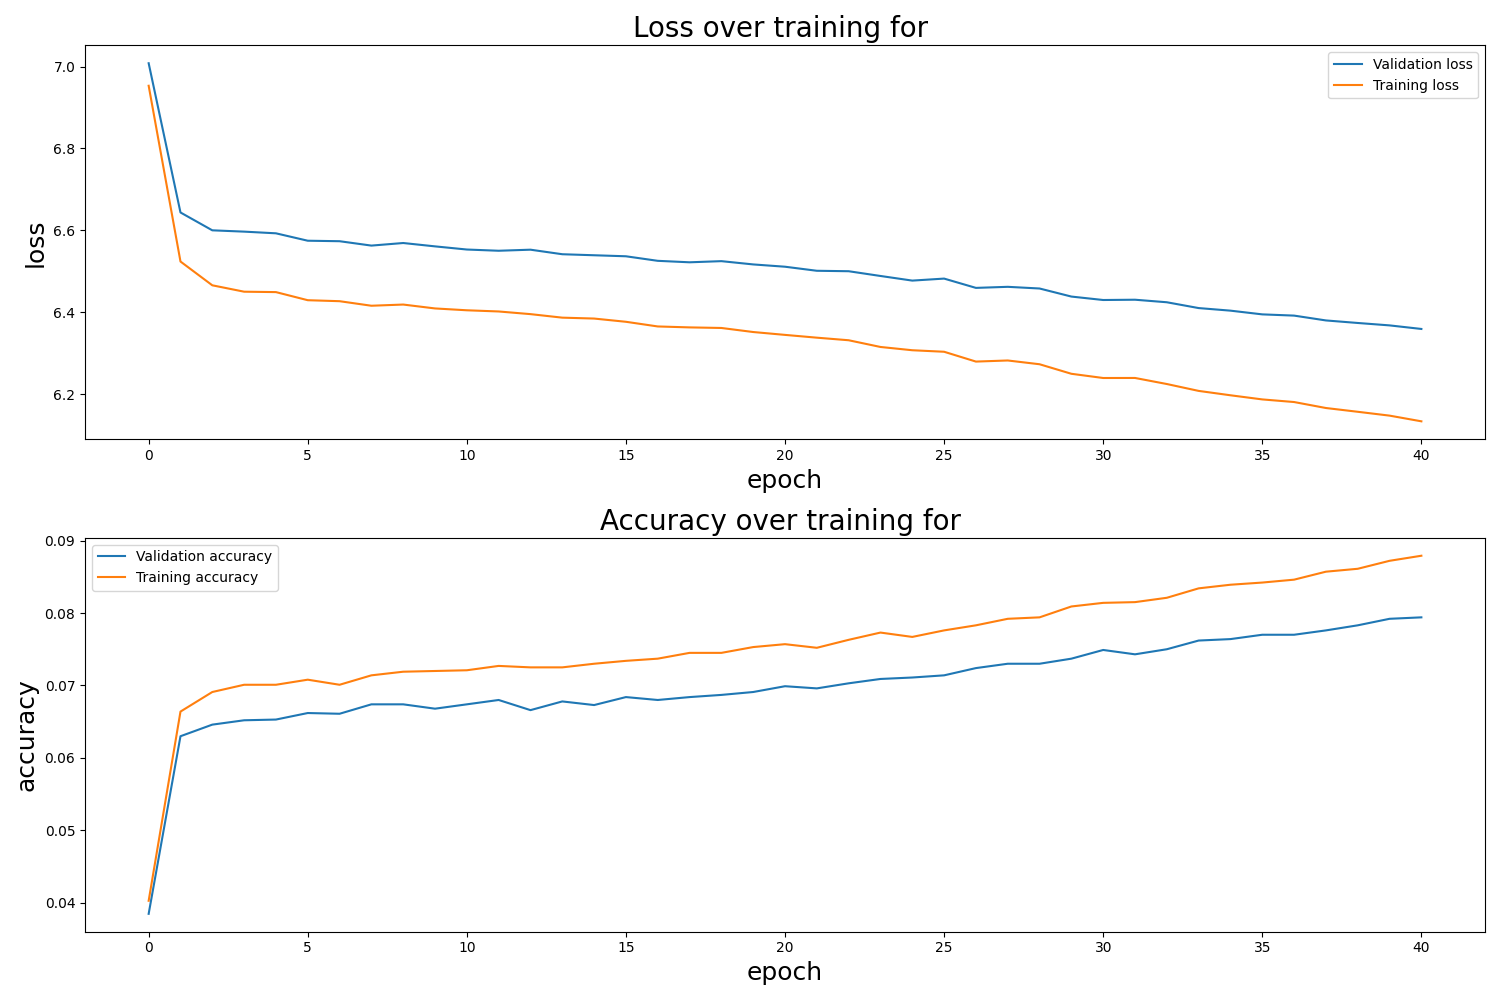 Loss over training for
7.0
6.8
6.6
6.4
6.2
loss
Validation loss
Training loss
0 5 10 15 20 25 30 35 40
epoch
Accuracy over training for
0.09
0.08
0.07
0.06
0.05
0.04
accuracy
Validation accuracy
Training accuracy
0 5 10 15 20 25 30 35 40
epoch